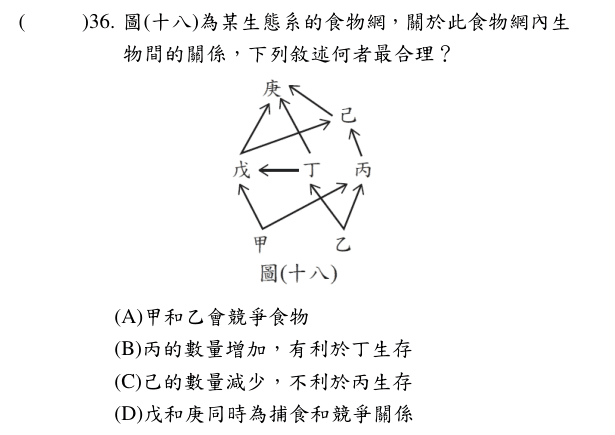 (　　)36. 圖(十八)為某生態系的食物網，關於此食物網內生
物間的關係，下列敘述何者最合理？
庚
己
戊 丁 丙
甲 乙
圖(十八)
(A)甲和乙會競爭食物
(B)丙的數量增加，有利於丁生存
(C)己的數量減少，不利於丙生存
(D)戊和庚同時為捕食和競爭關係